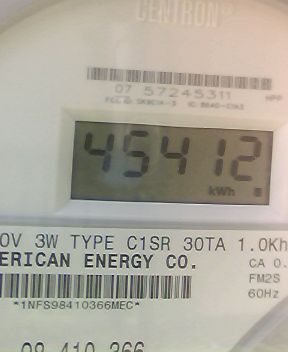 CENTRON®
07 57245311
45412
kWh
0V 3W TYPE C1SR 30TA 1.0Kh
ERICAN ENERGY CO.
CA 0.
FM2S
*1NFS98410366MEC*
60Hz
98 410 366